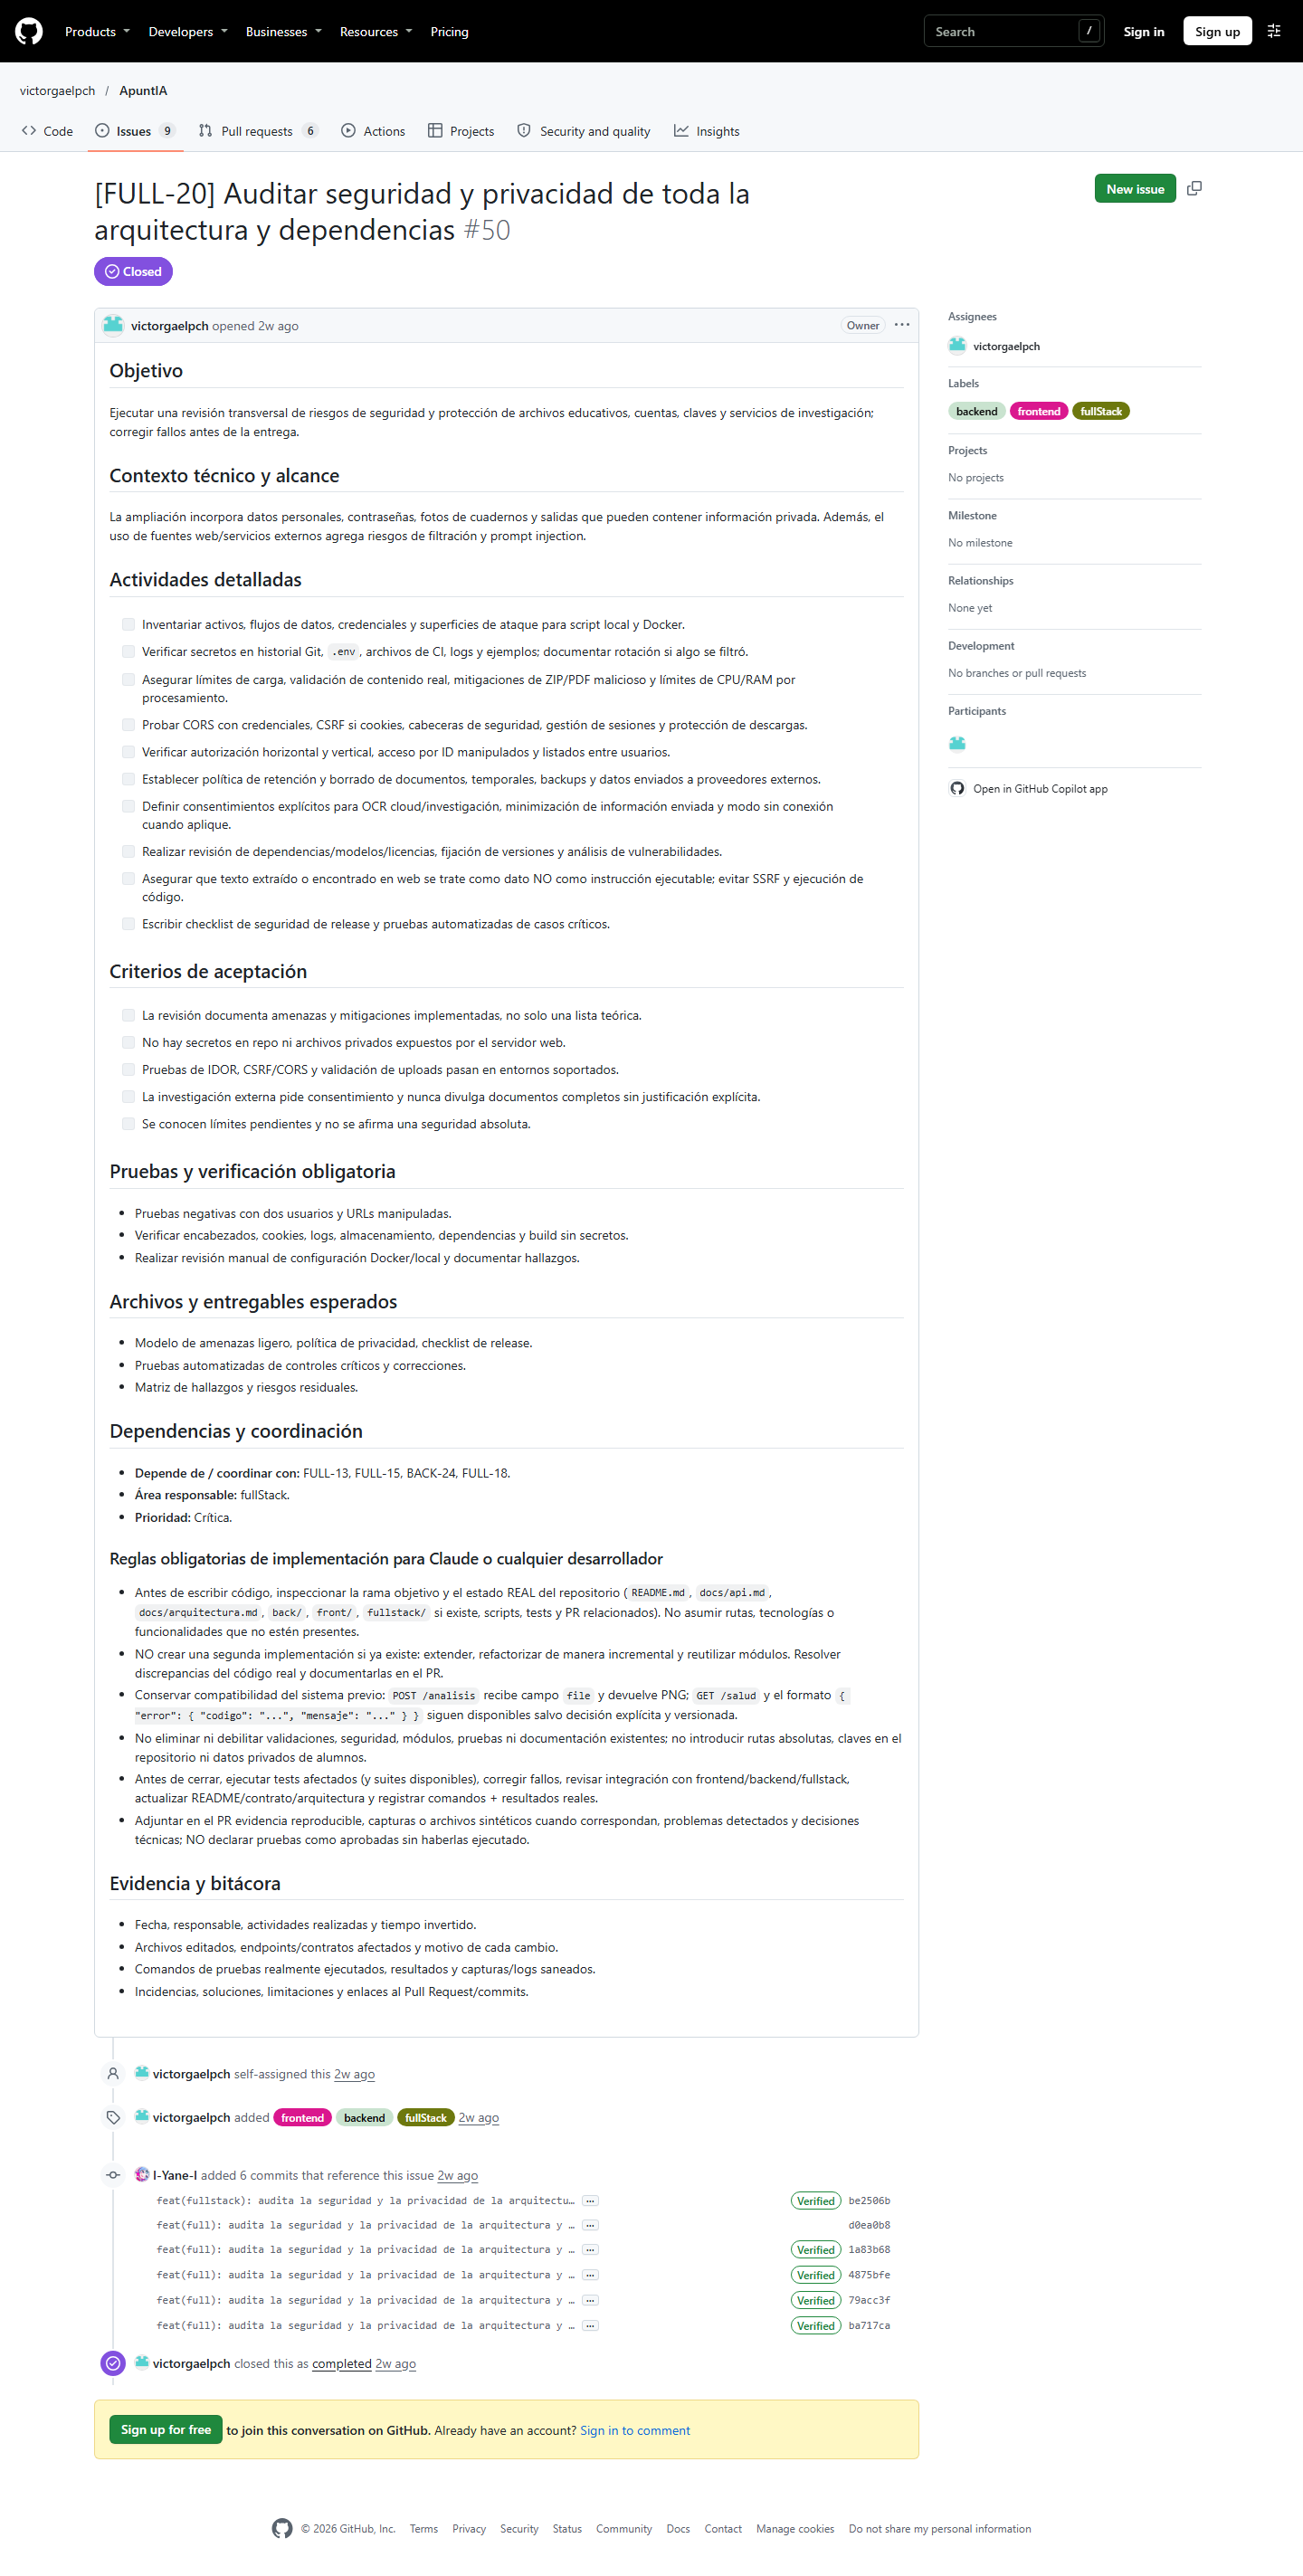 Products Developers Businesses Resources Pricing Search / Sign in Sign up
victorgaelpch / ApuntIA
Code Issues 9 Pull requests 6 Actions Projects Security and quality Insights
[FULL-20] Auditar seguridad y privacidad de toda la
arquitectura y dependencias #50
New issue
Closed
victorgaelpch opened 2w ago Owner
Objetivo
Ejecutar una revisión transversal de riesgos de seguridad y protección de archivos educativos, cuentas, claves y servicios de investigación;
corregir fallos antes de la entrega.
Contexto técnico y alcance
La ampliación incorpora datos personales, contraseñas, fotos de cuadernos y salidas que pueden contener información privada. Además, el
uso de fuentes web/servicios externos agrega riesgos de filtración y prompt injection.
Actividades detalladas
Inventariar activos, flujos de datos, credenciales y superficies de ataque para script local y Docker.
Verificar secretos en historial Git, .env, archivos de CI, logs y ejemplos; documentar rotación si algo se filtró.
Asegurar límites de carga, validación de contenido real, mitigaciones de ZIP/PDF malicioso y límites de CPU/RAM por
procesamiento.
Probar CORS con credenciales, CSRF si cookies, cabeceras de seguridad, gestión de sesiones y protección de descargas.
Verificar autorización horizontal y vertical, acceso por ID manipulados y listados entre usuarios.
Establecer política de retención y borrado de documentos, temporales, backups y datos enviados a proveedores externos.
Definir consentimientos explícitos para OCR cloud/investigación, minimización de información enviada y modo sin conexión
cuando aplique.
Realizar revisión de dependencias/modelos/licencias, fijación de versiones y análisis de vulnerabilidades.
Asegurar que texto extraído o encontrado en web se trate como dato NO como instrucción ejecutable; evitar SSRF y ejecución de
código.
Escribir checklist de seguridad de release y pruebas automatizadas de casos críticos.
Criterios de aceptación
La revisión documenta amenazas y mitigaciones implementadas, no solo una lista teórica.
No hay secretos en repo ni archivos privados expuestos por el servidor web.
Pruebas de IDOR, CSRF/CORS y validación de uploads pasan en entornos soportados.
La investigación externa pide consentimiento y nunca divulga documentos completos sin justificación explícita.
Se conocen límites pendientes y no se afirma una seguridad absoluta.
Pruebas y verificación obligatoria
Pruebas negativas con dos usuarios y URLs manipuladas.
Verificar encabezados, cookies, logs, almacenamiento, dependencias y build sin secretos.
Realizar revisión manual de configuración Docker/local y documentar hallazgos.
Archivos y entregables esperados
Modelo de amenazas ligero, política de privacidad, checklist de release.
Pruebas automatizadas de controles críticos y correcciones.
Matriz de hallazgos y riesgos residuales.
Dependencias y coordinación
Depende de / coordinar con: FULL-13, FULL-15, BACK-24, FULL-18.
Área responsable: fullStack.
Prioridad: Crítica.
Reglas obligatorias de implementación para Claude o cualquier desarrollador
Antes de escribir código, inspeccionar la rama objetivo y el estado REAL del repositorio ( README.md , docs/api.md ,
docs/arquitectura.md , back/ , front/ , fullstack/ si existe, scripts, tests y PR relacionados). No asumir rutas, tecnologías o
funcionalidades que no estén presentes.
NO crear una segunda implementación si ya existe: extender, refactorizar de manera incremental y reutilizar módulos. Resolver
discrepancias del código real y documentarlas en el PR.
Conservar compatibilidad del sistema previo: POST /analisis recibe campo file y devuelve PNG; GET /salud y el formato {
"error": { "codigo": "...", "mensaje": "..." } } siguen disponibles salvo decisión explícita y versionada.
No eliminar ni debilitar validaciones, seguridad, módulos, pruebas ni documentación existentes; no introducir rutas absolutas, claves en el
repositorio ni datos privados de alumnos.
Antes de cerrar, ejecutar tests afectados (y suites disponibles), corregir fallos, revisar integración con frontend/backend/fullstack,
actualizar README/contrato/arquitectura y registrar comandos + resultados reales.
Adjuntar en el PR evidencia reproducible, capturas o archivos sintéticos cuando correspondan, problemas detectados y decisiones
técnicas; NO declarar pruebas como aprobadas sin haberlas ejecutado.
Evidencia y bitácora
Fecha, responsable, actividades realizadas y tiempo invertido.
Archivos editados, endpoints/contratos afectados y motivo de cada cambio.
Comandos de pruebas realmente ejecutados, resultados y capturas/logs saneados.
Incidencias, soluciones, limitaciones y enlaces al Pull Request/commits.
Assignees
victorgaelpch
Labels
backend frontend fullStack
Projects
No projects
Milestone
No milestone
Relationships
None yet
Development
No branches or pull requests
Participants
Open in GitHub Copilot app
victorgaelpch self-assigned this 2w ago
victorgaelpch added frontend backend fullStack 2w ago
I-Yane-I added 6 commits that reference this issue 2w ago
feat(fullstack): audita la seguridad y la privacidad de la arquitectu… … Verified be2506b
feat(full): audita la seguridad y la privacidad de la arquitectura y … … d0ea0b8
feat(full): audita la seguridad y la privacidad de la arquitectura y … … Verified 1a83b68
feat(full): audita la seguridad y la privacidad de la arquitectura y … … Verified 4875bfe
feat(full): audita la seguridad y la privacidad de la arquitectura y … … Verified 79acc3f
feat(full): audita la seguridad y la privacidad de la arquitectura y … … Verified ba717ca
victorgaelpch closed this as completed 2w ago
Sign up for free to join this conversation on GitHub. Already have an account? Sign in to comment
© 2026 GitHub, Inc. Terms Privacy Security Status Community Docs Contact Manage cookies Do not share my personal information